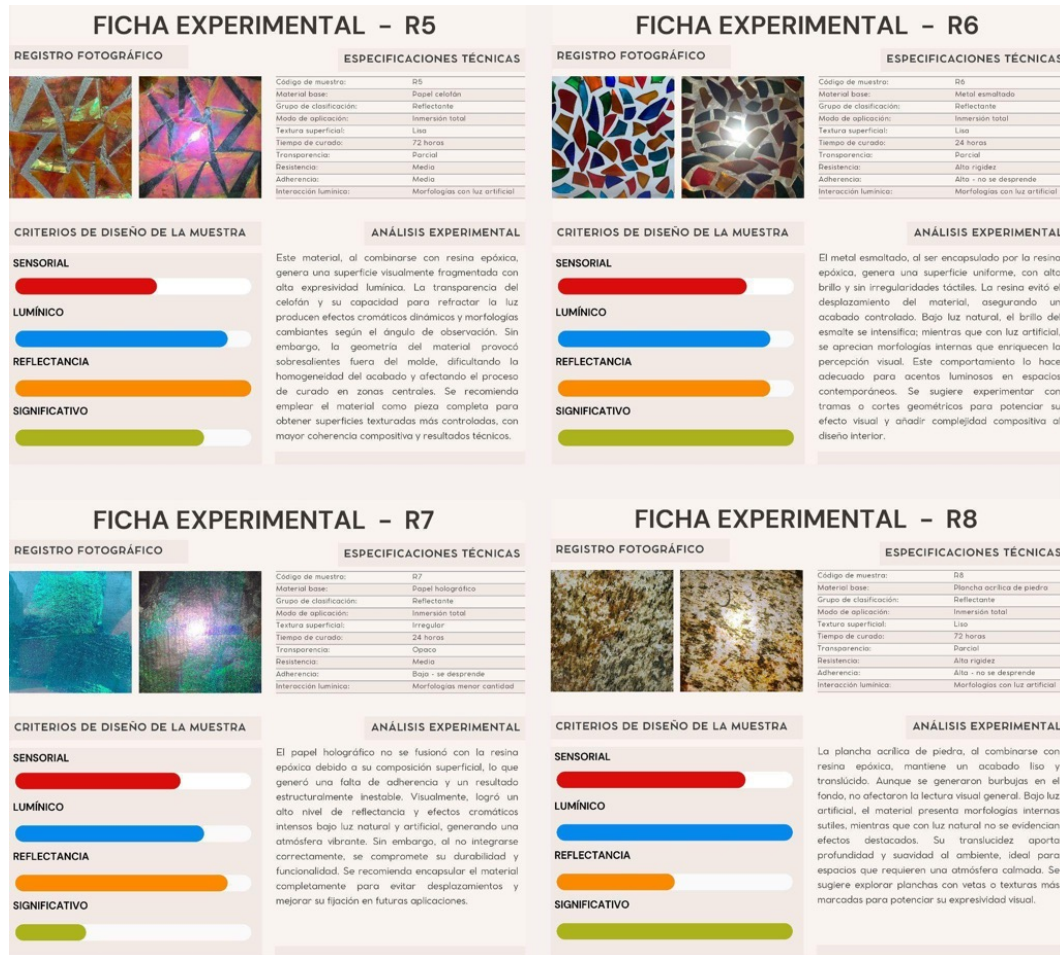 FICHA EXPERIMENTAL - R5
REGISTRO FOTOGRÁFICO
ESPECIFICACIONES TÉCNICAS
Código de muestra: R5
Material base: Papel celofán
Grupo de clasificación: Reflectante
Modo de aplicación: Inmersión total
Textura superficial: Lisa
Tiempo de curado: 72 horas
Transparencia: Parcial
Resistencia: Media
Adherencia: Media
Interacción lumínica: Morfologías con luz artificial
CRITERIOS DE DISEÑO DE LA MUESTRA
SENSORIAL
LUMÍNICO
REFLECTANCIA
SIGNIFICATIVO
ANÁLISIS EXPERIMENTAL
Este material, al combinarse con resina epóxica,
genera una superficie visualmente fragmentada con
alta expresividad lumínica. La transparencia del
celofán y su capacidad para refractar la luz
producen efectos cromáticos dinámicos y morfologías
cambiantes según el ángulo de observación. Sin
embargo, la geometría del material provocó
sobresalientes fuera del molde, dificultando la
homogeneidad del acabado y afectando el proceso
de curado en zonas centrales. Se recomienda
emplear el material como pieza completa para
obtener superficies texturadas más controladas, con
mayor coherencia compositiva y resultados técnicos.
FICHA EXPERIMENTAL - R6
REGISTRO FOTOGRÁFICO
ESPECIFICACIONES TÉCNICAS
Código de muestra: R6
Material base: Metal esmaltado
Grupo de clasificación: Reflectante
Modo de aplicación: Inmersión total
Textura superficial: Lisa
Tiempo de curado: 24 horas
Transparencia: Parcial
Resistencia: Alta rigidez
Adherencia: Alta - no se desprende
Interacción lumínica: Morfologías con luz artificial
CRITERIOS DE DISEÑO DE LA MUESTRA
SENSORIAL
LUMÍNICO
REFLECTANCIA
SIGNIFICATIVO
ANÁLISIS EXPERIMENTAL
El metal esmaltado, al ser encapsulado por la resina
epóxica, genera una superficie uniforme, con alto
brillo y sin irregularidades táctiles. La resina evitó el
desplazamiento del material, asegurando un
acabado controlado. Bajo luz natural, el brillo del
esmalte se intensifica; mientras que con luz artificial,
se aprecian morfologías internas que enriquecen la
percepción visual. Este comportamiento lo hace
adecuado para acentos luminosos en espacios
contemporáneos. Se sugiere experimentar con
tramas o cortes geométricos para potenciar su
efecto visual y añadir complejidad compositiva al
diseño interior.
FICHA EXPERIMENTAL - R7
REGISTRO FOTOGRÁFICO
ESPECIFICACIONES TÉCNICAS
Código de muestra: R7
Material base: Papel holográfico
Grupo de clasificación: Reflectante
Modo de aplicación: Inmersión total
Textura superficial: Irregular
Tiempo de curado: 24 horas
Transparencia: Opaco
Resistencia: Media
Adherencia: Baja - se desprende
Interacción lumínica: Morfologías menor cantidad
CRITERIOS DE DISEÑO DE LA MUESTRA
SENSORIAL
LUMÍNICO
REFLECTANCIA
SIGNIFICATIVO
ANÁLISIS EXPERIMENTAL
El papel holográfico no se fusionó con la resina
epóxica debido a su composición superficial, lo que
generó una falta de adherencia y un resultado
estructuralmente inestable. Visualmente, logró un
alto nivel de reflectancia y efectos cromáticos
intensos bajo luz natural y artificial, generando una
atmósfera vibrante. Sin embargo, al no integrarse
correctamente, se compromete su durabilidad y
funcionalidad. Se recomienda encapsular el material
completamente para evitar desplazamientos y
mejorar su fijación en futuras aplicaciones.
FICHA EXPERIMENTAL - R8
REGISTRO FOTOGRÁFICO
ESPECIFICACIONES TÉCNICAS
Código de muestra: R8
Material base: Plancha acrílica de piedra
Grupo de clasificación: Reflectante
Modo de aplicación: Inmersión total
Textura superficial: Lisa
Tiempo de curado: 72 horas
Transparencia: Parcial
Resistencia: Alta rigidez
Adherencia: Alta - no se desprende
Interacción lumínica: Morfologías con luz artificial
CRITERIOS DE DISEÑO DE LA MUESTRA
SENSORIAL
LUMÍNICO
REFLECTANCIA
SIGNIFICATIVO
ANÁLISIS EXPERIMENTAL
La plancha acrílica de piedra, al combinarse con
resina epóxica, mantiene un acabado liso y
translúcido. Aunque se generaron burbujas en el
fondo, no afectaron la lectura visual general. Bajo luz
artificial, el material presenta morfologías internas
sutiles, mientras que con luz natural no se evidencian
efectos destacados. Su translucidez aporta
profundidad y suavidad al ambiente, ideal para
espacios que requieren una atmósfera calmada. Se
sugiere explorar planchas con vetas o texturas más
marcadas para potenciar su expresividad visual.